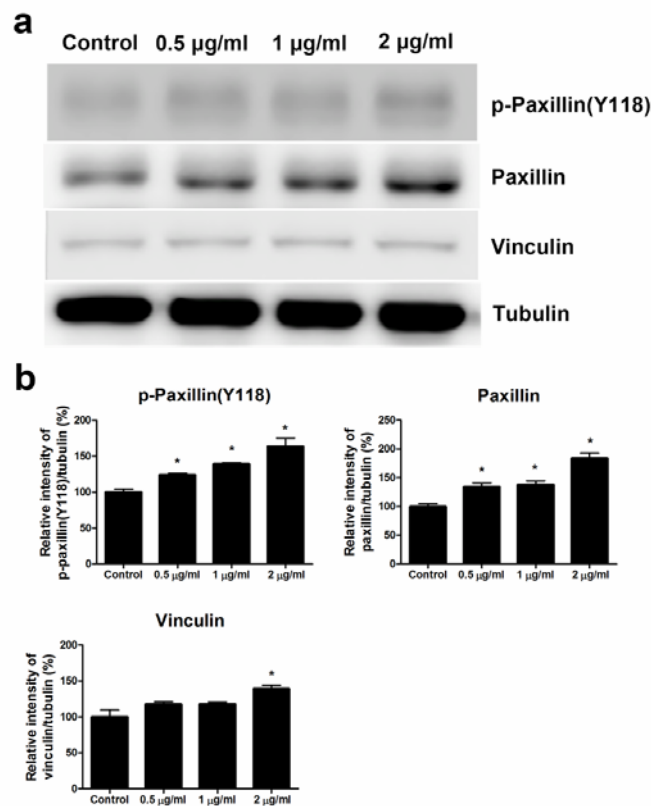 a
Control 0.5 µg/ml 1 µg/ml 2 µg/ml
p-Paxillin(Y118)
Paxillin
Vinculin
Tubulin
b
p-Paxillin(Y118)
Relative intensity of
p-paxillin(Y118)/tubulin (%)
200
150
100
50
0
* * *
Control 0.5 µg/ml 1 µg/ml 2 µg/ml
Paxillin
Relative intensity of
paxillin/tubulin (%)
250
200
150
100
50
0
* * *
Control 0.5 µg/ml 1 µg/ml 2 µg/ml
Vinculin
Relative intensity of
vinculin/tubulin (%)
200
150
100
50
0
*
Control 0.5 µg/ml 1 µg/ml 2 µg/ml